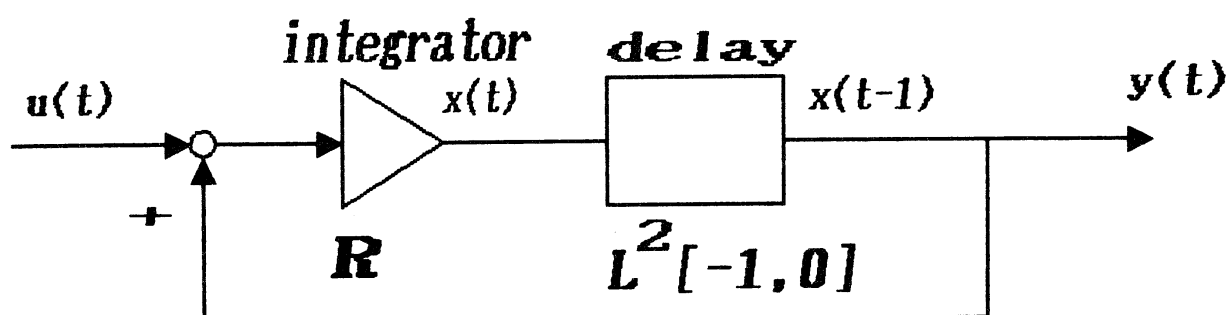 integrator delay
u(t) x(t) x(t-1) y(t)
+
R L²[-1,0]